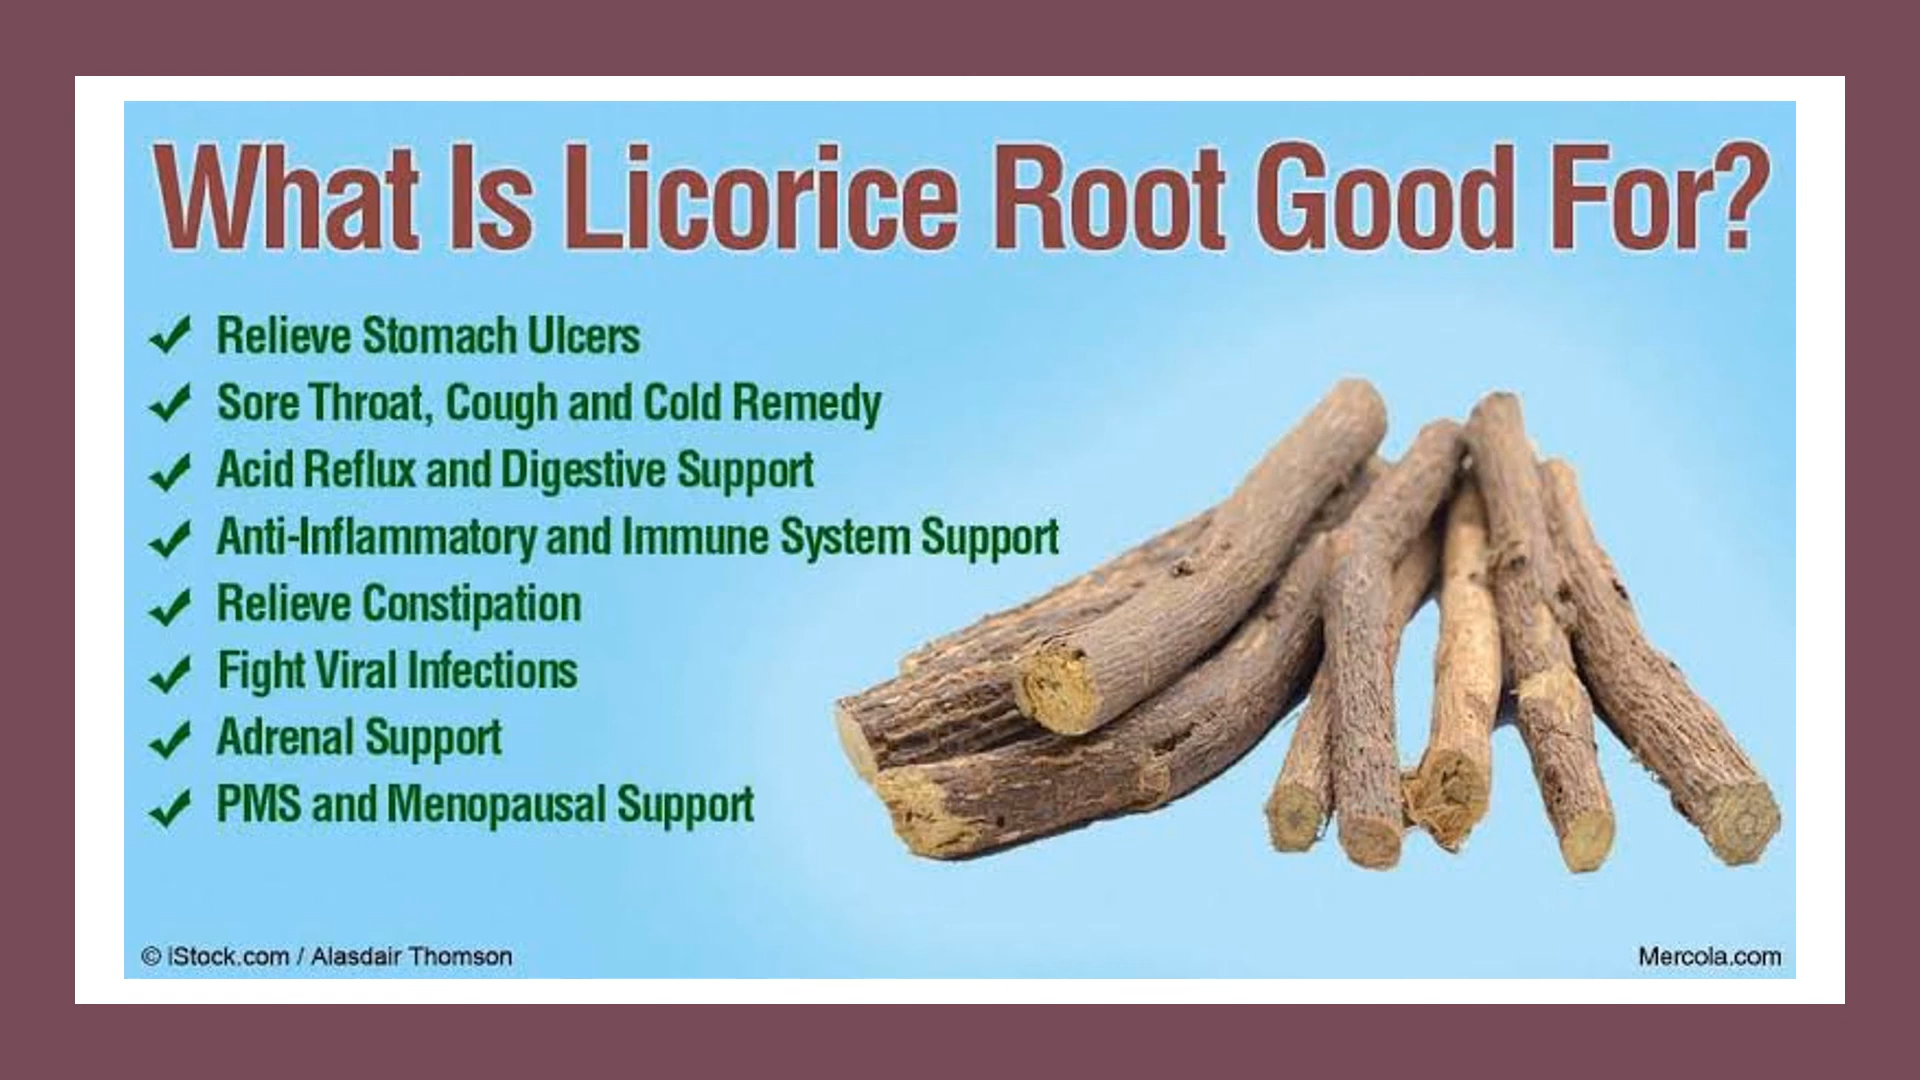 What Is Licorice Root Good For?
Relieve Stomach Ulcers
Sore Throat, Cough and Cold Remedy
Acid Reflux and Digestive Support
Anti-Inflammatory and Immune System Support
Relieve Constipation
Fight Viral Infections
Adrenal Support
PMS and Menopausal Support
© iStock.com / Alasdair Thomson
Mercola.com